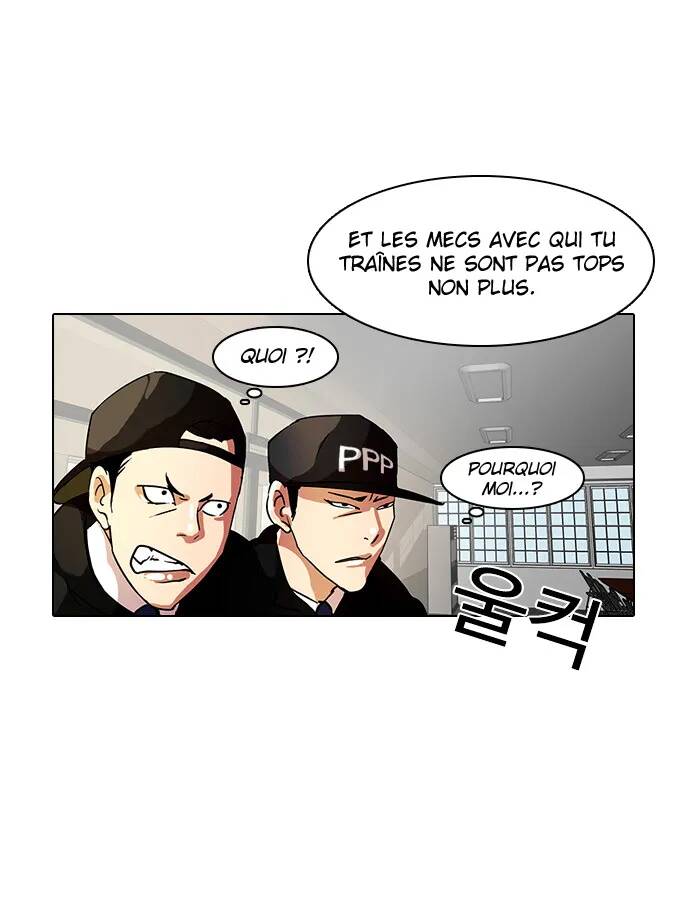 ET LES MECS AVEC QUI TU
TRAÎNES NE SONT PAS TOPS
NON PLUS.
QUOI ?!
PPP
POURQUOI
MOI...?
울컥